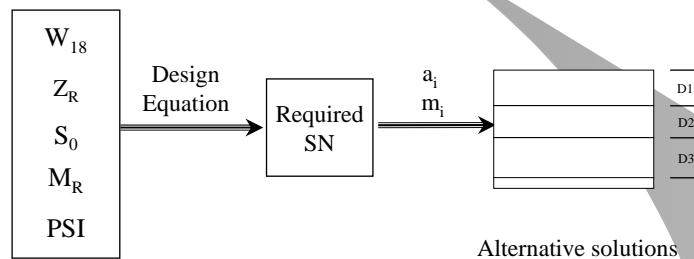 W18
ZR
S0
MR
PSI
Design
Equation
Required
SN
ai
mi
D1
D2
D3
Alternative solutions